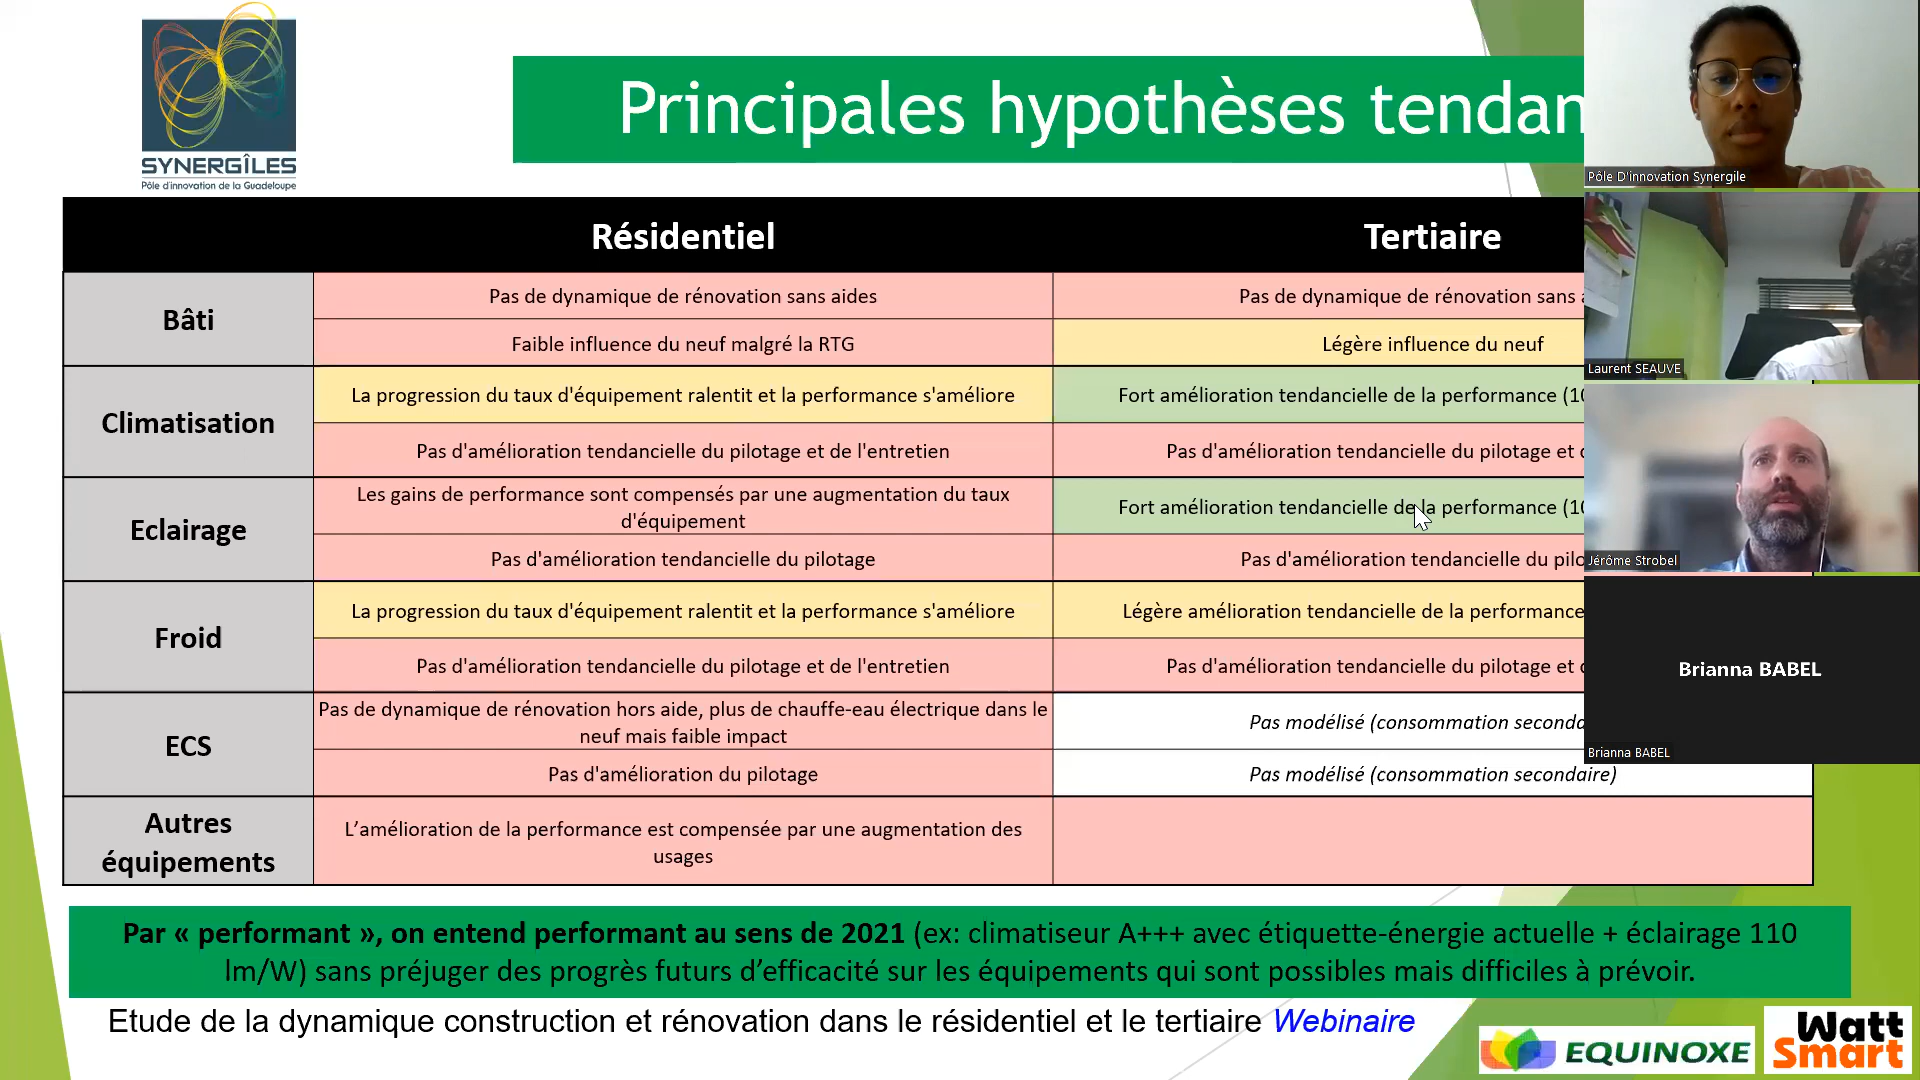 SYNERGÎLES
Pôle d'innovation de la Guadeloupe
Principales hypothèses tendan
Résidentiel
Tertiaire
Bâti
Pas de dynamique de rénovation sans aides
Pas de dynamique de rénovation sans
Faible influence du neuf malgré la RTG
Légère influence du neuf
Climatisation
La progression du taux d'équipement ralentit et la performance s'améliore
Fort amélioration tendancielle de la performance (10
Pas d'amélioration tendancielle du pilotage et de l'entretien
Pas d'amélioration tendancielle du pilotage et
Eclairage
Les gains de performance sont compensés par une augmentation du taux
d'équipement
Fort amélioration tendancielle de la performance (10
Pas d'amélioration tendancielle du pilotage
Pas d'amélioration tendancielle du pilo
Froid
La progression du taux d'équipement ralentit et la performance s'améliore
Légère amélioration tendancielle de la performance
Pas d'amélioration tendancielle du pilotage et de l'entretien
Pas d'amélioration tendancielle du pilotage et
ECS
Pas de dynamique de rénovation hors aide, plus de chauffe-eau électrique dans le
neuf mais faible impact
Pas modélisé (consommation seconda
Pas d'amélioration du pilotage
Pas modélisé (consommation secondaire)
Autres
équipements
L’amélioration de la performance est compensée par une augmentation des
usages
Par « performant », on entend performant au sens de 2021 (ex: climatiseur A+++ avec étiquette-énergie actuelle + éclairage 110
lm/W) sans préjuger des progrès futurs d’efficacité sur les équipements qui sont possibles mais difficiles à prévoir.
Etude de la dynamique construction et rénovation dans le résidentiel et le tertiaire Webinaire
EQUINOXE
Watt
Smart
Pôle D'innovation Synergile
Laurent SEAUVE
Jérôme Strobel
Brianna BABEL
Brianna BABEL